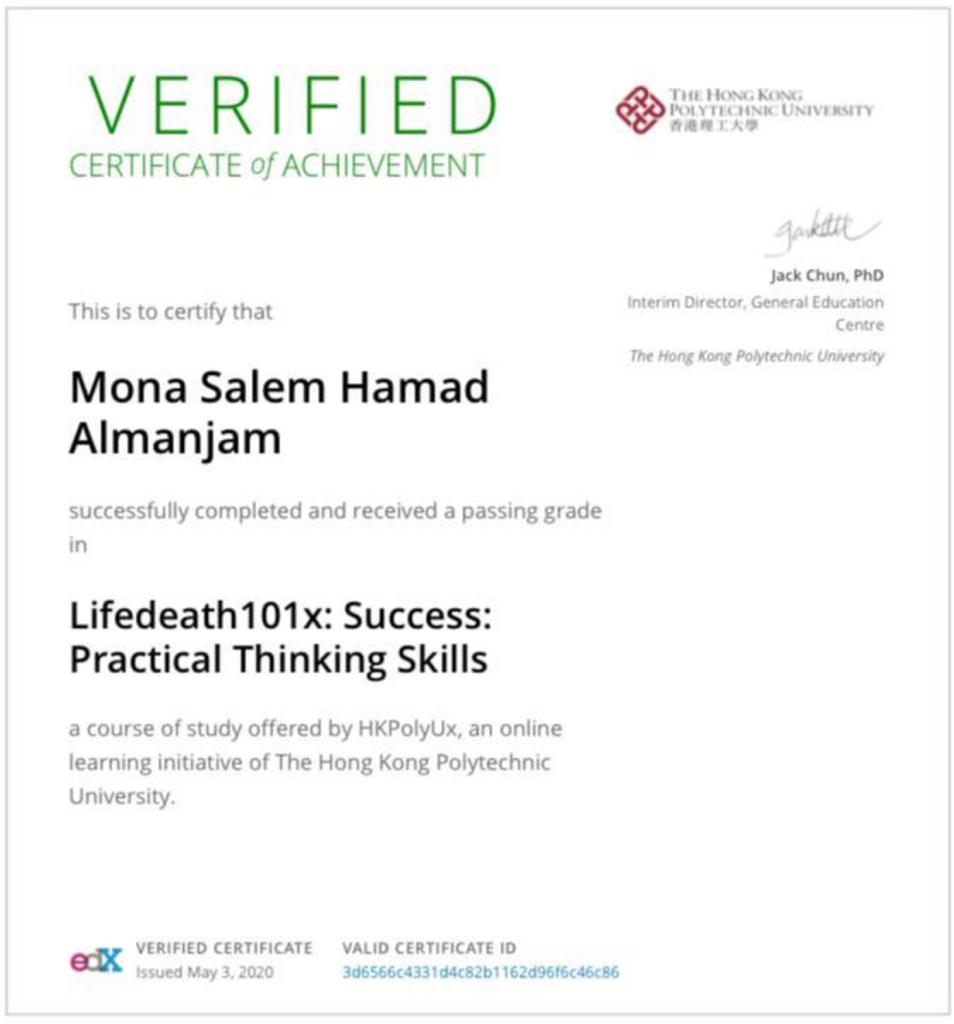 VERIFIED
CERTIFICATE of ACHIEVEMENT
THE HONG KONG
POLYTECHNIC UNIVERSITY
香港理工大學
Jack Chun, PhD
Interim Director, General Education
Centre
The Hong Kong Polytechnic University
This is to certify that
Mona Salem Hamad
Almanjam
successfully completed and received a passing grade
in
Lifedeath101x: Success:
Practical Thinking Skills
a course of study offered by HKPolyUx, an online
learning initiative of The Hong Kong Polytechnic
University.
edX
VERIFIED CERTIFICATE
Issued May 3, 2020
VALID CERTIFICATE ID
3d6566c4331d4c82b1162d96f6c46c86